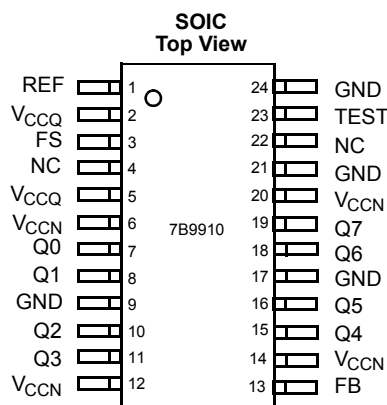 SOIC
Top View
REF 1 24 GND
VCCQ 2 23 TEST
FS 3 22 NC
NC 4 21 GND
VCCQ 5 20 VCCN
VCCN 6 19 Q7
7B9910
Q0 7 18 Q6
Q1 8 17 GND
GND 9 16 Q5
Q2 10 15 Q4
Q3 11 14 VCCN
VCCN 12 13 FB